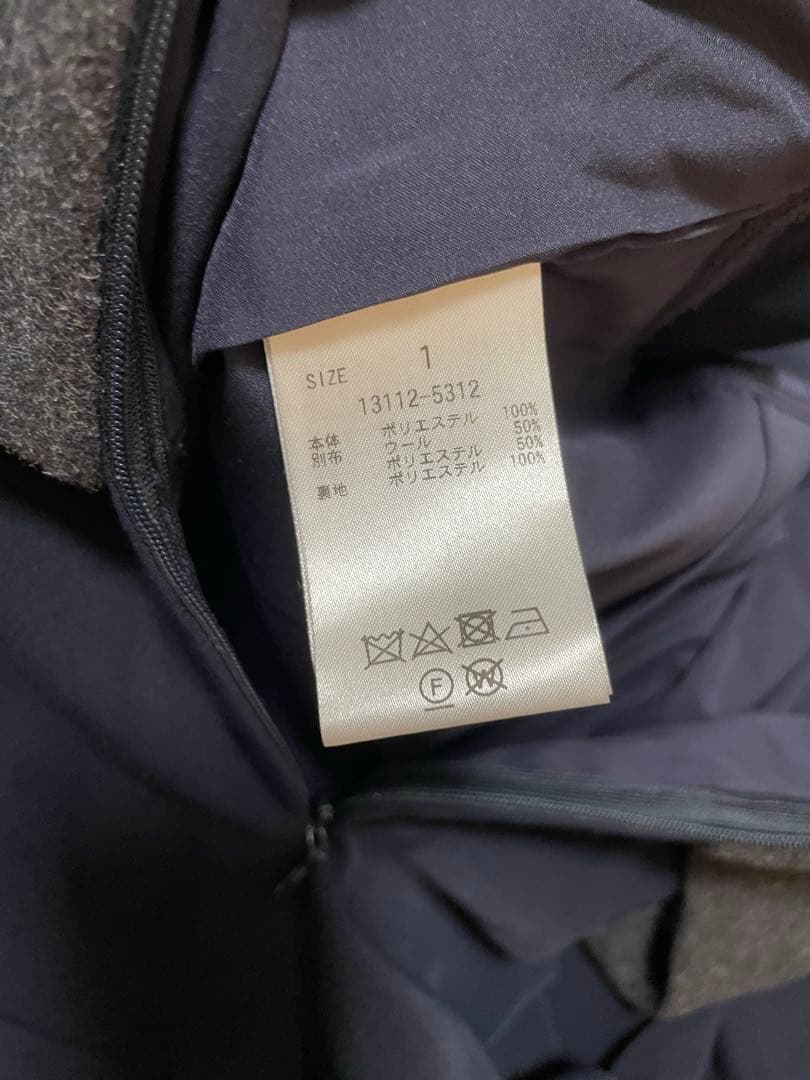 SIZE 1
13112-5312
本体 ポリエステル 100%
別布 ウール 50%
ポリエステル 50%
裏地 ポリエステル 100%
F W